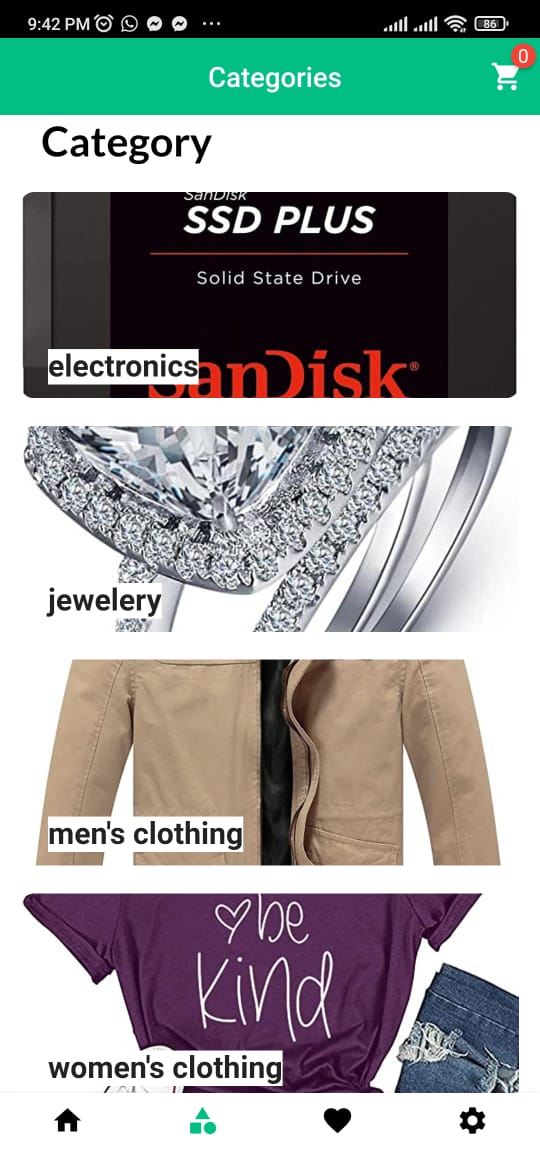 9:42 PM
86
Categories
0
Category
SanDisk
SSD PLUS
Solid State Drive
electronics
SanDisk®
jewelery
men's clothing
be
kind
women's clothing